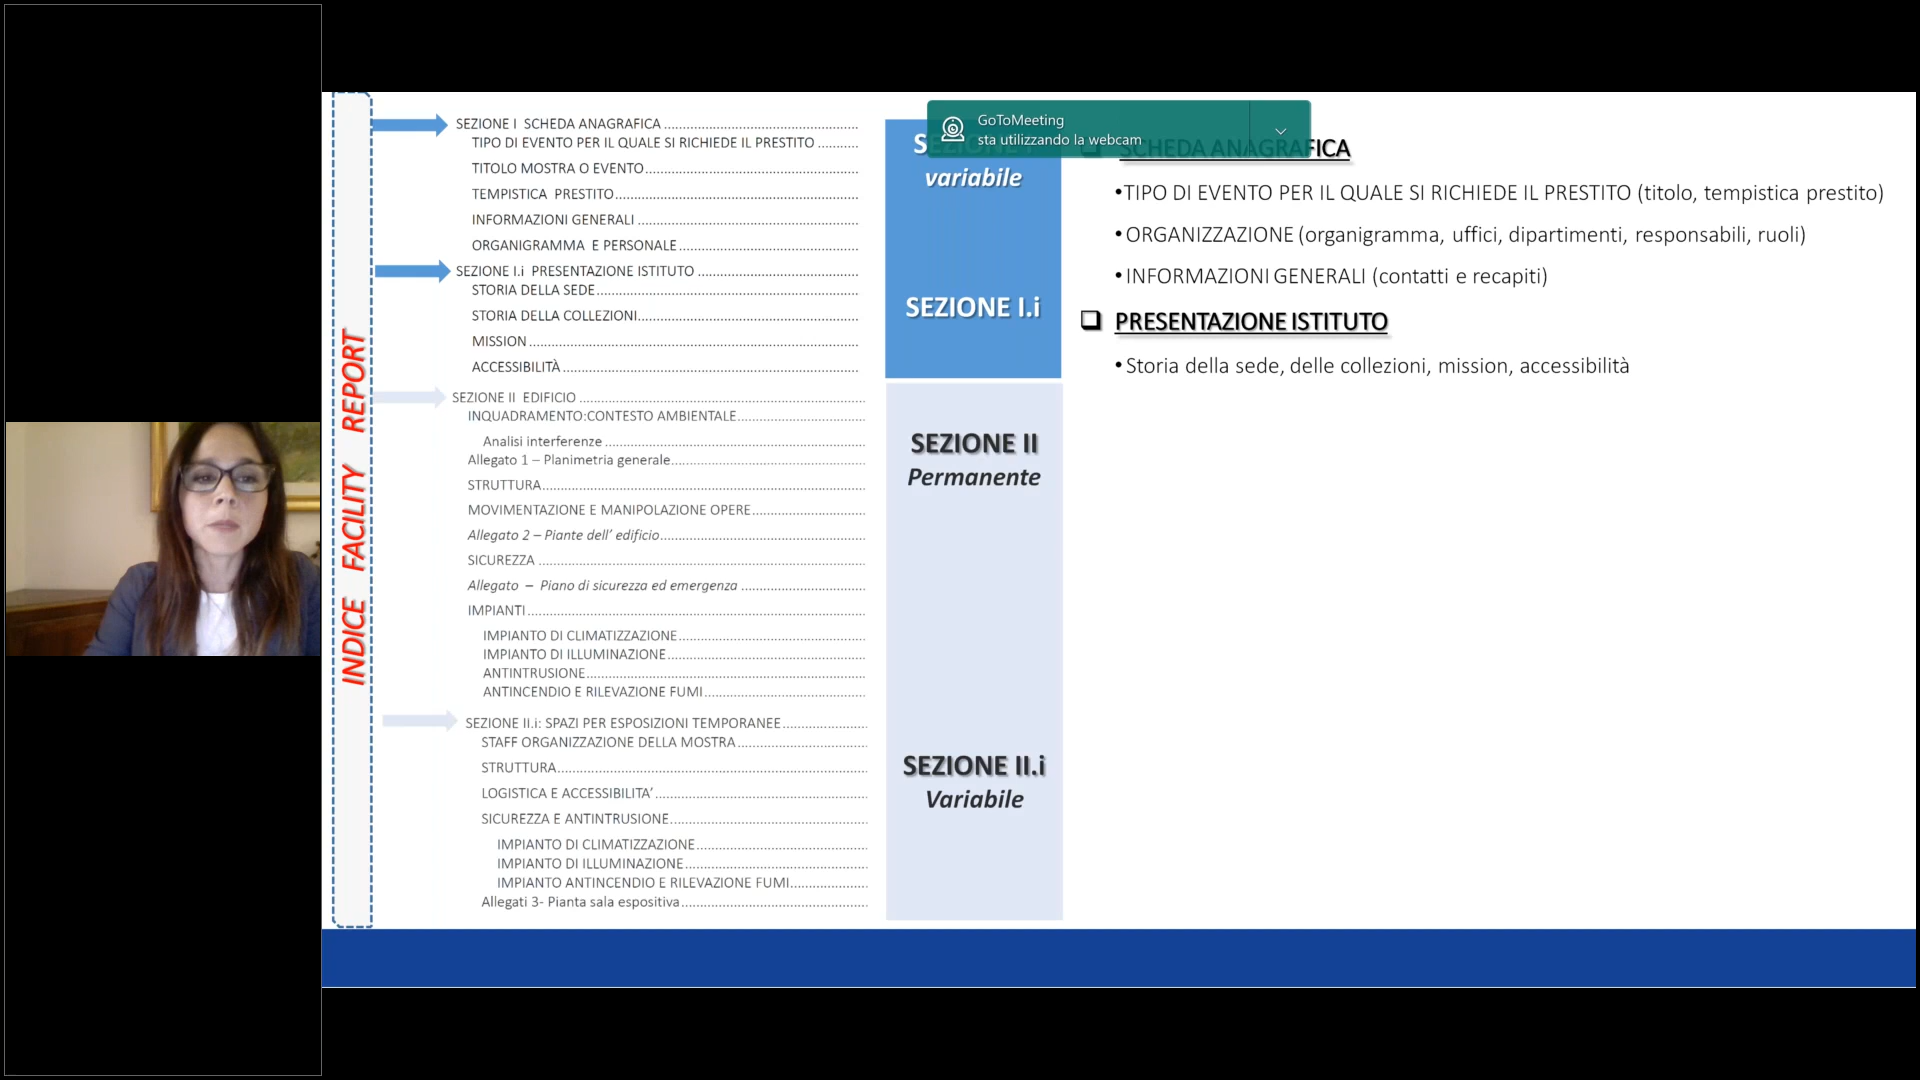 INDICE FACILITY REPORT
SEZIONE I SCHEDA ANAGRAFICA
TIPO DI EVENTO PER IL QUALE SI RICHIEDE IL PRESTITO
TITOLO MOSTRA O EVENTO
TEMPISTICA PRESTITO
INFORMAZIONI GENERALI
ORGANIGRAMMA E PERSONALE
SEZIONE I.i PRESENTAZIONE ISTITUTO
STORIA DELLA SEDE
STORIA DELLA COLLEZIONI
MISSION
ACCESSIBILITÀ
SEZIONE II EDIFICIO
INQUADRAMENTO:CONTESTO AMBIENTALE
Analisi interferenze
Allegato 1 – Planimetria generale
STRUTTURA
MOVIMENTAZIONE E MANIPOLAZIONE OPERE
Allegato 2 – Piante dell’ edificio
SICUREZZA
Allegato – Piano di sicurezza ed emergenza
IMPIANTI
IMPIANTO DI CLIMATIZZAZIONE
IMPIANTO DI ILLUMINAZIONE
ANTINTRUSIONE
ANTINCENDIO E RILEVAZIONE FUMI
SEZIONE II.i: SPAZI PER ESPOSIZIONI TEMPORANEE
STAFF ORGANIZZAZIONE DELLA MOSTRA
STRUTTURA
LOGISTICA E ACCESSIBILITA’
SICUREZZA E ANTINTRUSIONE
IMPIANTO DI CLIMATIZZAZIONE
IMPIANTO DI ILLUMINAZIONE
IMPIANTO ANTINCENDIO E RILEVAZIONE FUMI
Allegati 3- Pianta sala espositiva
variabile
SEZIONE I.i
SEZIONE II
Permanente
SEZIONE II.i
Variabile
GoToMeeting
sta utilizzando la webcam
SCHEDA ANAGRAFICA
•TIPO DI EVENTO PER IL QUALE SI RICHIEDE IL PRESTITO (titolo, tempistica prestito)
•ORGANIZZAZIONE (organigramma, uffici, dipartimenti, responsabili, ruoli)
•INFORMAZIONI GENERALI (contatti e recapiti)
PRESENTAZIONE ISTITUTO
•Storia della sede, delle collezioni, mission, accessibilità